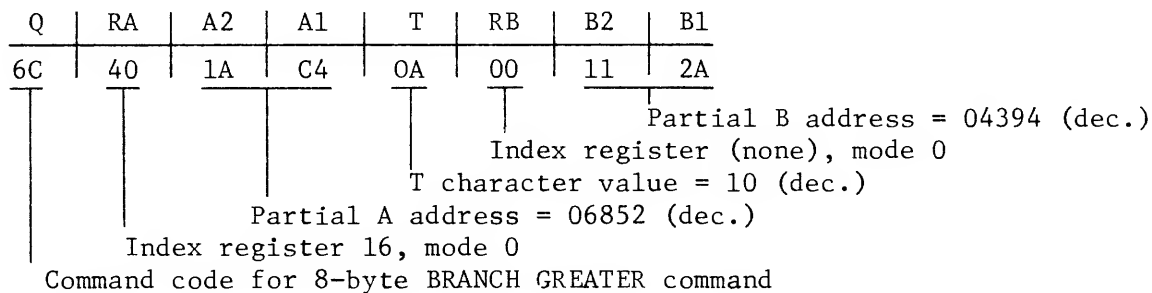 Q RA A2 A1 T RB B2 B1
6C 40 1A C4 0A 00 11 2A
Partial B address = 04394 (dec.)
Index register (none), mode 0
T character value = 10 (dec.)
Partial A address = 06852 (dec.)
Index register 16, mode 0
Command code for 8-byte BRANCH GREATER command